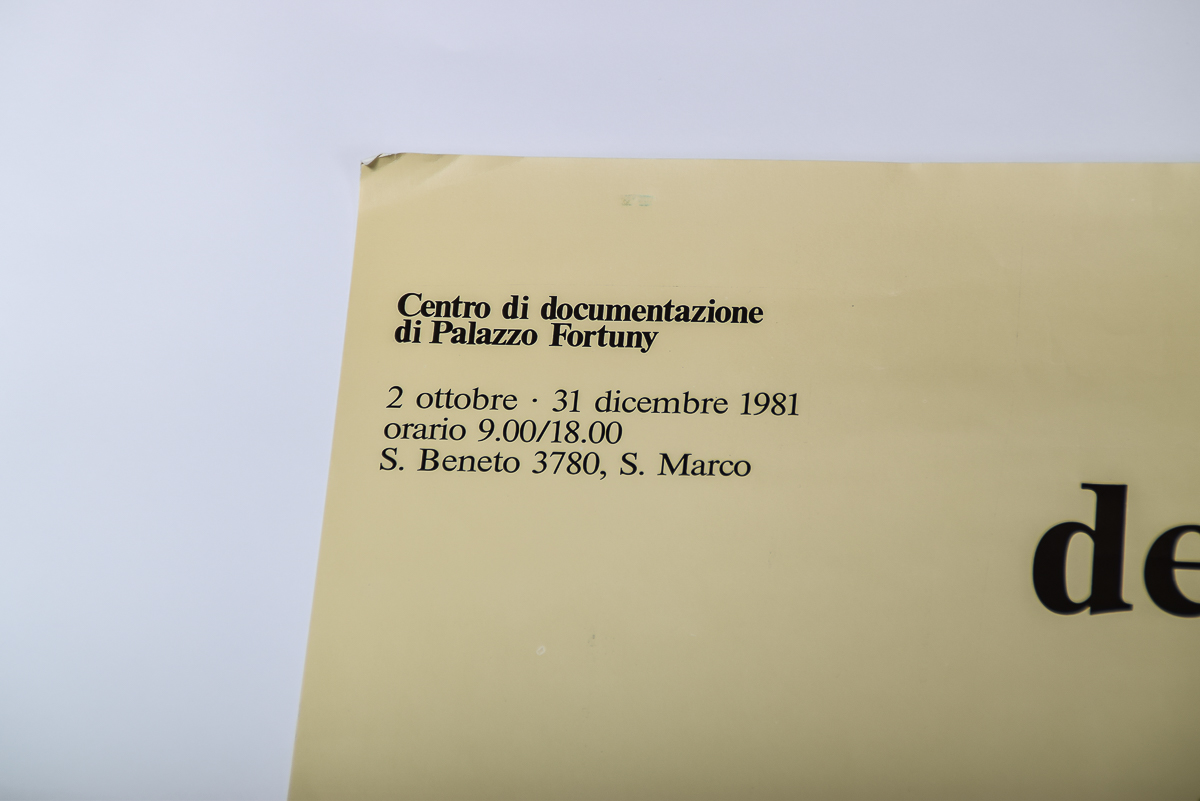 Centro di documentazione
di Palazzo Fortuny
2 ottobre · 31 dicembre 1981
orario 9.00/18.00
S. Beneto 3780, S. Marco
de